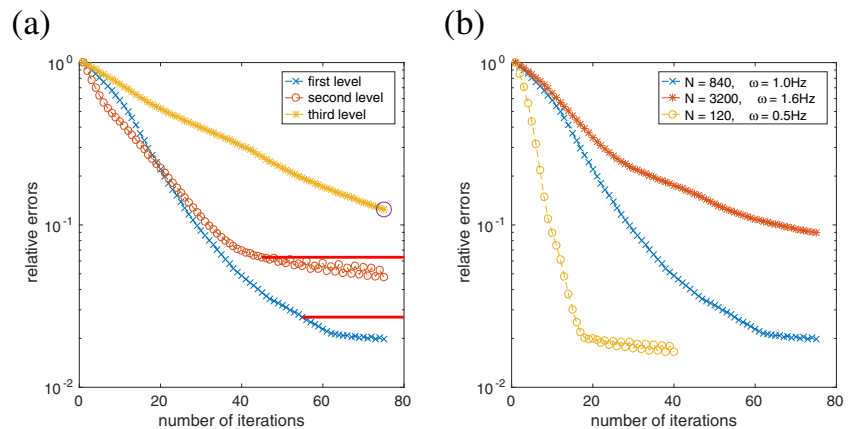 (a)
10^0
10^-1
10^-2
relative errors
0
20
40
60
80
number of iterations
first level
second level
third level
(b)
10^0
10^-1
10^-2
relative errors
0
20
40
60
80
number of iterations
N = 840, ω = 1.0Hz
N = 3200, ω = 1.6Hz
N = 120, ω = 0.5Hz